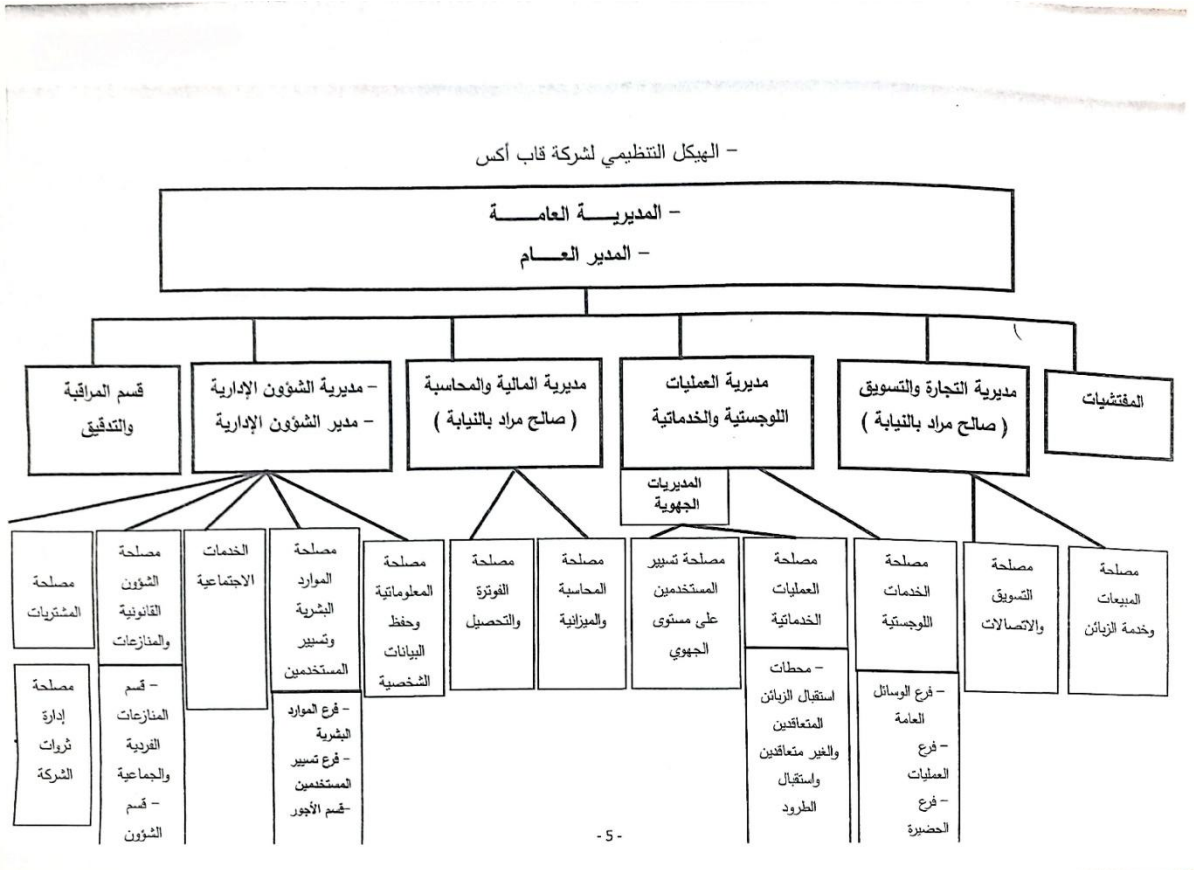 – الهيكل التنظيمي لشركة قاب أكس
– المديريــــة العامــــــة
– المدير العــــام
المفتشيات
مديرية التجارة والتسويق
( صالح مراد بالنيابة )
مديرية العمليات
اللوجستية والخدماتية
مديرية المالية والمحاسبة
( صالح مراد بالنيابة )
– مديرية الشؤون الإدارية
– مدير الشؤون الإدارية
قسم المراقبة
والتدقيق
المديريات
الجهوية
مصلحة
المبيعات
وخدمة الزبائن
مصلحة
التسويق
والاتصالات
مصلحة
الخدمات
اللوجستية
– فرع الوسائل
العامة
– فرع
العمليات
– فرع
الحضيرة
مصلحة
العمليات
الخدماتية
– محطات
استقبال الزبائن
المتعاقدين
والغير متعاقدين
واستقبال
الطرود
مصلحة تسيير
المستخدمين
على مستوى
الجهوي
مصلحة
المحاسبة
والميزانية
مصلحة
الفوترة
والتحصيل
مصلحة
المعلوماتية
وحفظ
البيانات
الشخصية
مصلحة
الموارد
البشرية
وتسيير
المستخدمين
– فرع الموارد
البشرية
– فرع تسيير
المستخدمين
–قسم الأجور
الخدمات
الاجتماعية
مصلحة
الشؤون
القانونية
والمنازعات
– قسم
المنازعات
الفردية
والجماعية
– قسم
الشؤون
مصلحة
المشتريات
مصلحة
إدارة
ثروات
الشركة
- 5 -